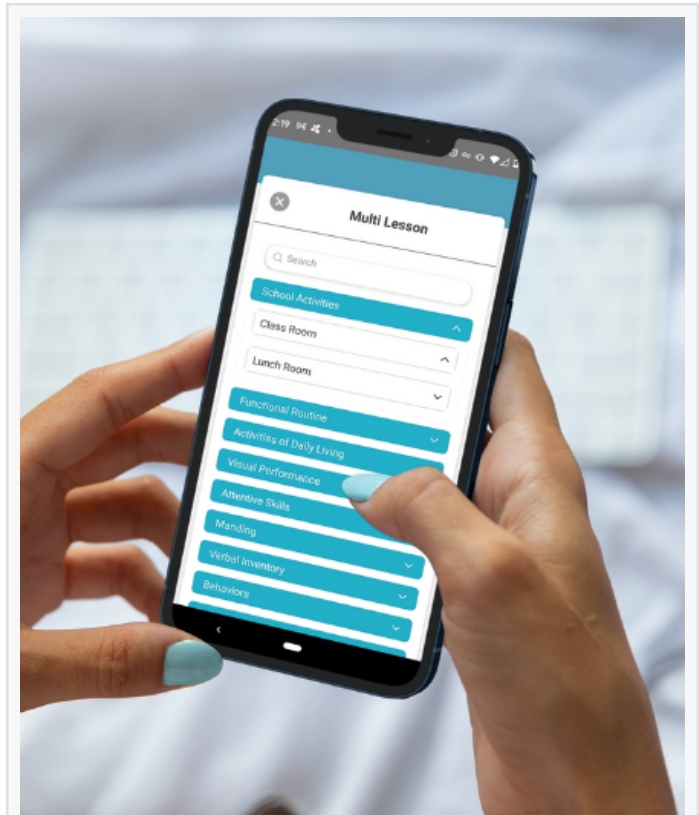 2:19
Multi Lesson
Search
School Activities
Class Room
Lunch Room
Functional Routine
Activities of Daily Living
Visual Performance
Attentive Skills
Manding
Verbal Inventory
Behaviors